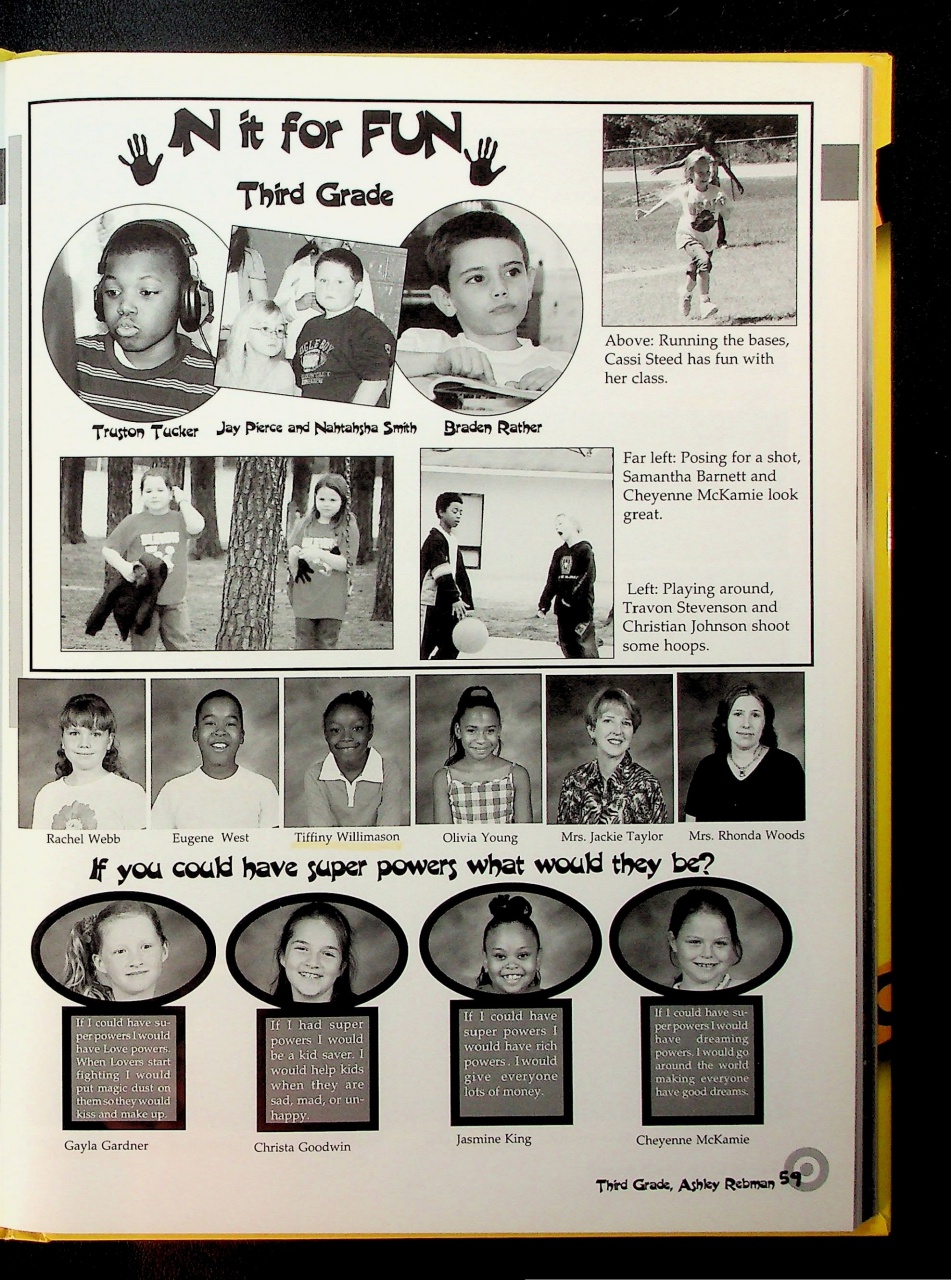 IN it for FUN
Third Grade
Truston Tucker
Jay Pierce and Nahtahsha Smith
Braden Rather
Above: Running the bases,
Cassi Steed has fun with
her class.
Far left: Posing for a shot,
Samantha Barnett and
Cheyenne McKamie look
great.
Left: Playing around,
Travon Stevenson and
Christian Johnson shoot
some hoops.
Rachel Webb
Eugene West
Tiffiny Willimason
Olivia Young
Mrs. Jackie Taylor
Mrs. Rhonda Woods
If you could have super powers what would they be?
If I could have su-
per powers I would
have Love powers.
When Lovers start
fighting I would
put magic dust on
them so they would
kiss and make up.
Gayla Gardner
If I had super
powers I would
be a kid saver. I
would help kids
when they are
sad, mad, or un-
happy.
Christa Goodwin
If I could have
super powers I
would have rich
powers. I would
give everyone
lots of money.
Jasmine King
If I could have su-
per powers I would
have dreaming
powers. I would go
around the world
making everyone
have good dreams.
Cheyenne McKamie
Third Grade, Ashley Rebman 59